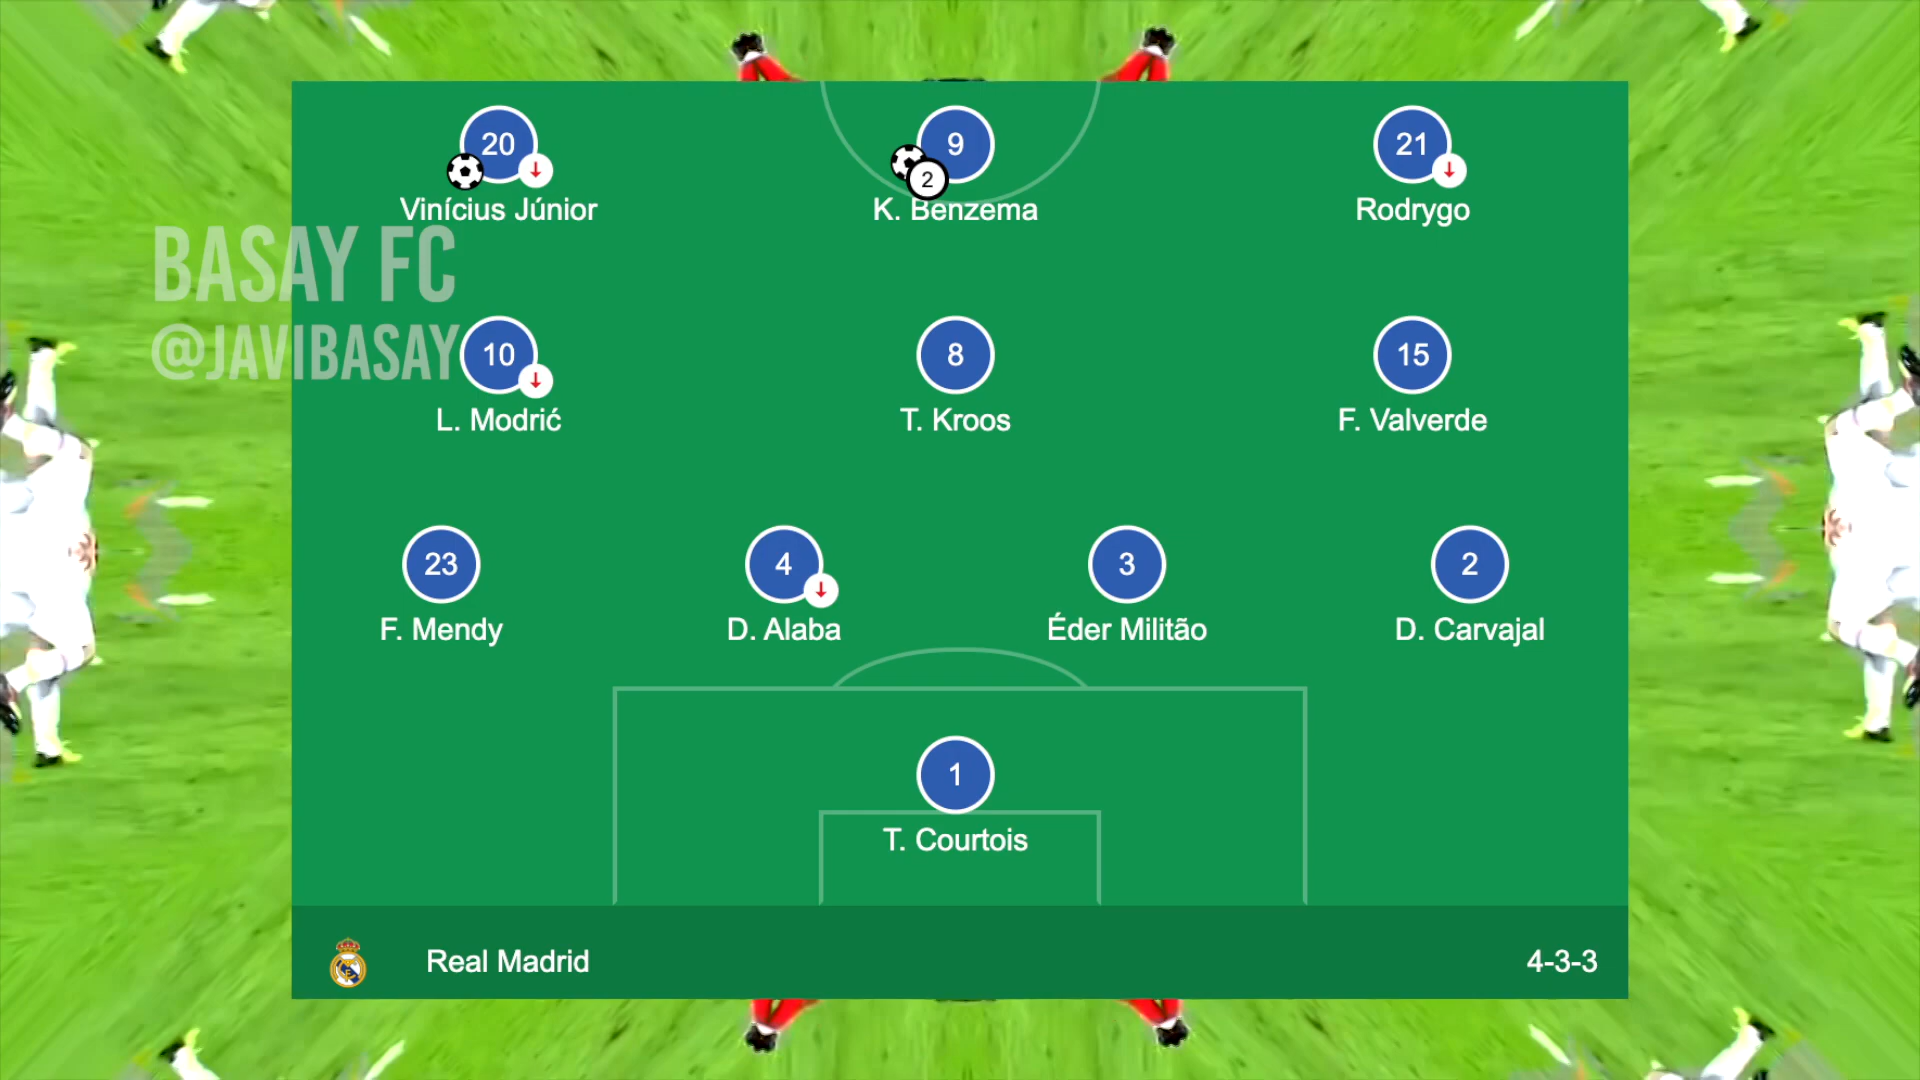 20
9
2
21
Vinícius Júnior
K. Benzema
Rodrygo
BASAY FC
@JAVIBASAY
10
8
15
L. Modrić
T. Kroos
F. Valverde
23
4
3
2
F. Mendy
D. Alaba
Éder Militão
D. Carvajal
1
T. Courtois
Real Madrid
4-3-3